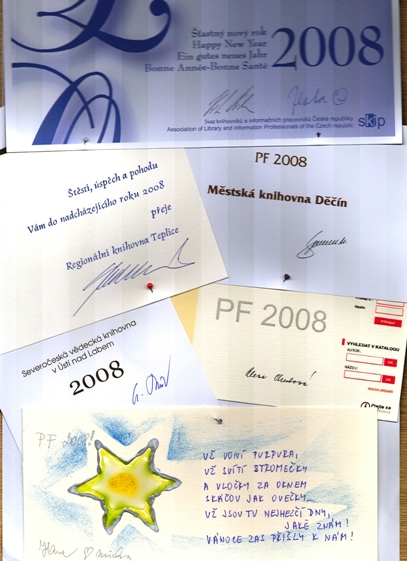 Šťastný nový rok
Happy New Year
Ein gutes neues Jahr
Bonne Année-Bonne Santé
2008
Svaz knihovníků a informačních pracovníků České republiky
Association of Library and Information Professionals of the Czech republic
skip
Štěstí, úspěch a pohodu
Vám do nadcházejícího roku 2008
přeje
Regionální knihovna Teplice
PF 2008
Městská knihovna Děčín
Severočeská vědecká knihovna
v Ústí nad Labem
2008
PF 2008
VYHLEDAT V KATALOGU
AUTOR:
NÁZEV:
PF 2008!
UŽ VONÍ PURPURA,
UŽ SVÍTÍ STROMEČKY
A VLOČKY ZA OKNEM
SKÁČOU JAK OVEČKY...
UŽ JSOU TU NEJHEZČÍ DNY,
JAKÉ ZNÁM!
VÁNOCE ZAS PŘIŠLY K NÁM!